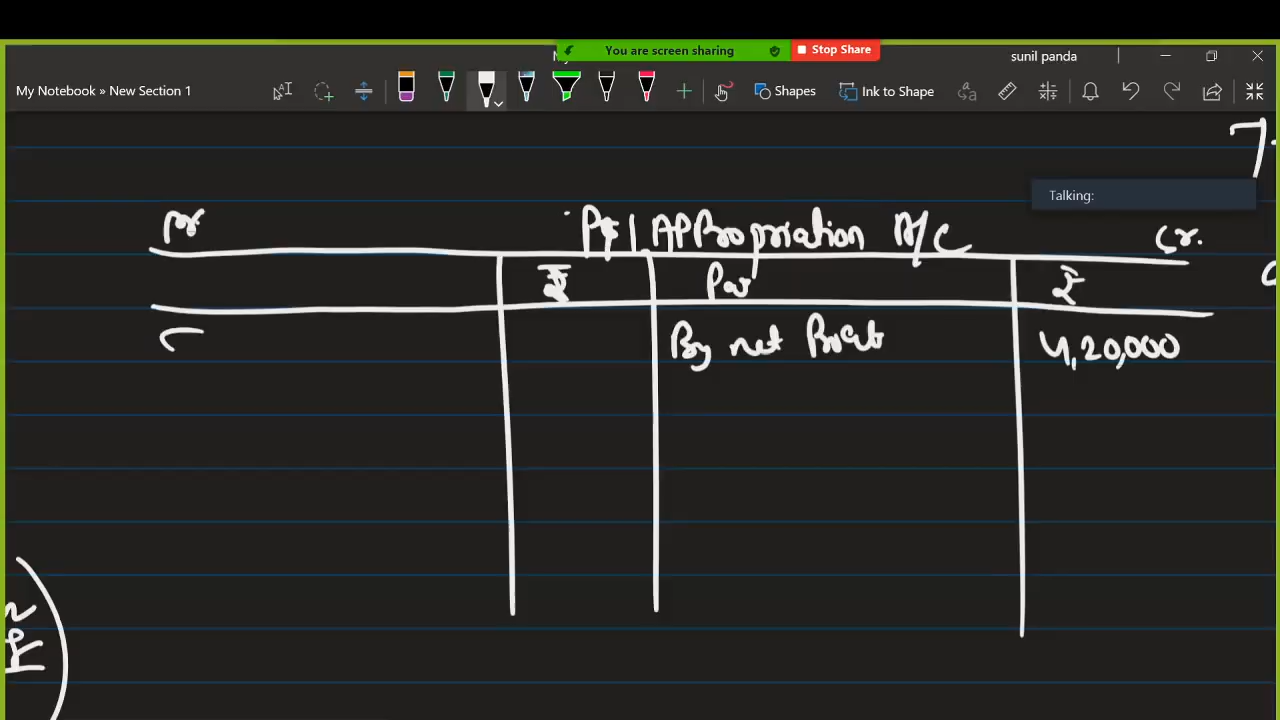 You are screen sharing Stop Share
sunil panda
My Notebook » New Section 1
Shapes Ink to Shape
Talking:
Dr P&L Appropriation A/C Cr.
₹ Par ₹
By net Profit 4,20,000